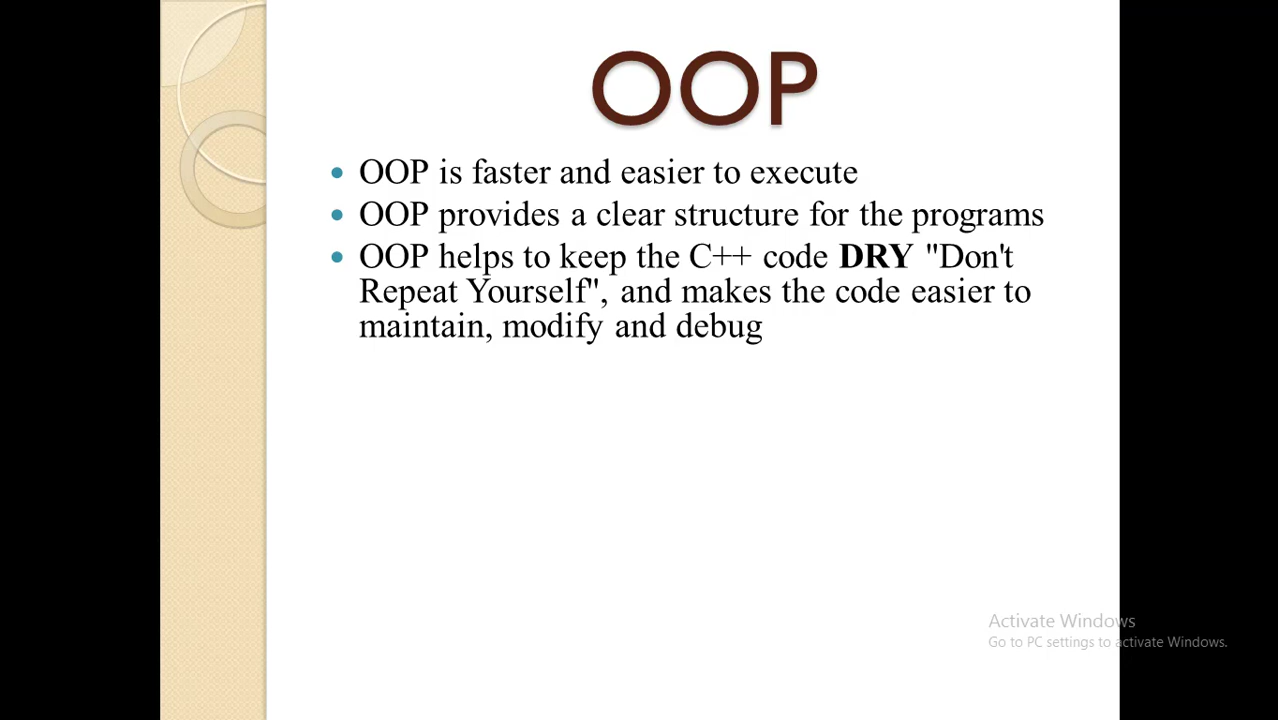 OOP
OOP is faster and easier to execute
OOP provides a clear structure for the programs
OOP helps to keep the C++ code DRY "Don't
Repeat Yourself", and makes the code easier to
maintain, modify and debug
Activate Windows
Go to PC settings to activate Windows.